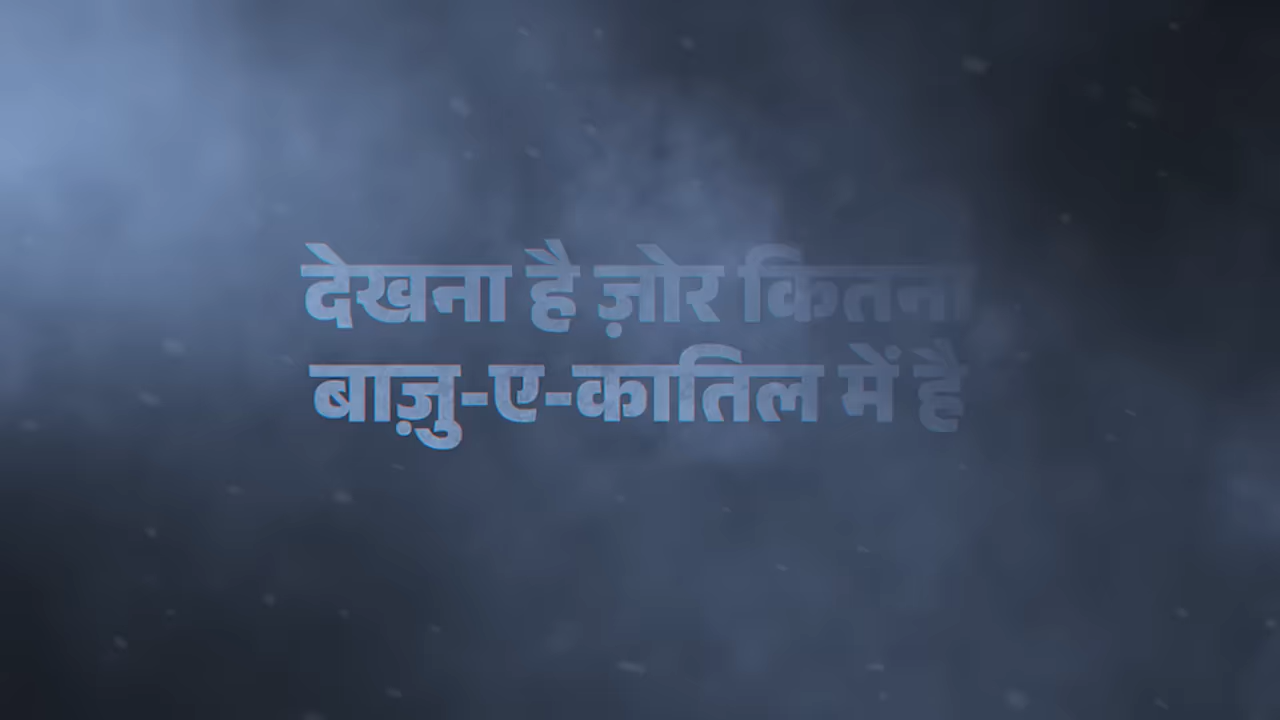 देखना है ज़ोर कितना
बाज़ु-ए-कातिल में है